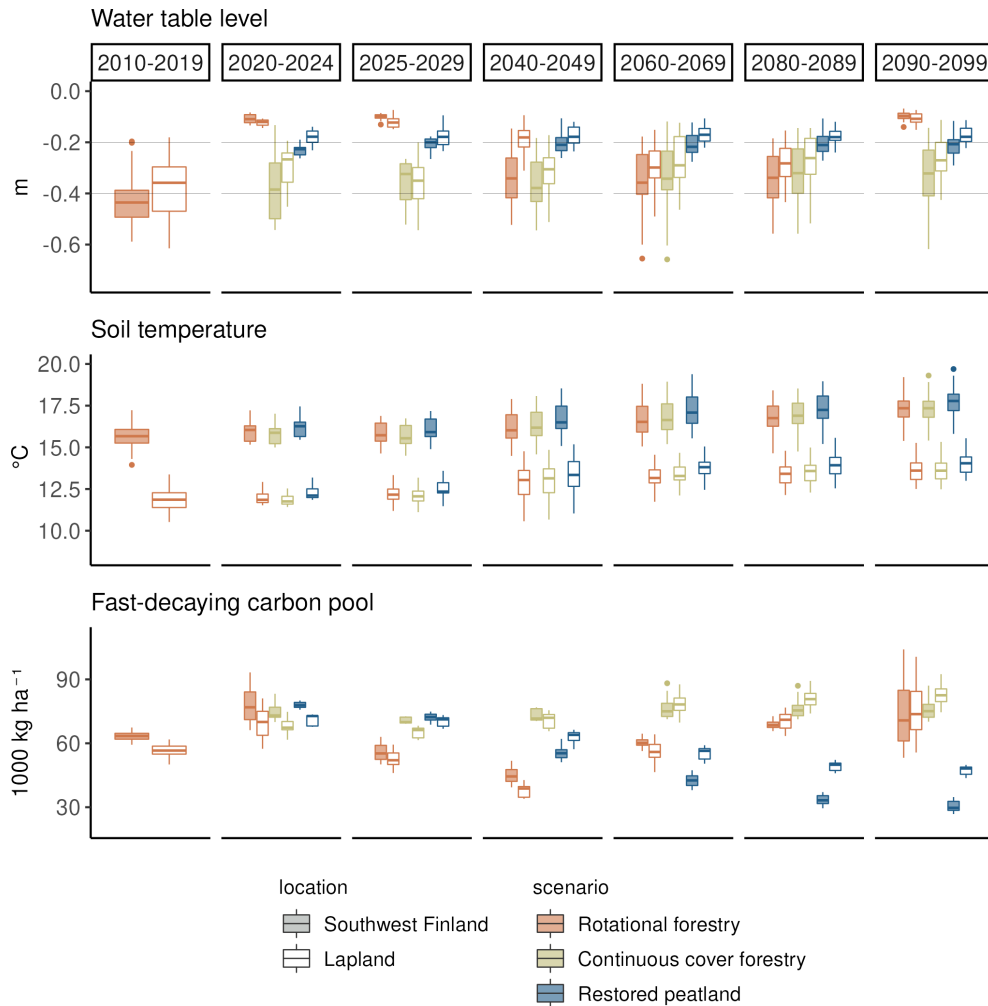 Water table level
2010-2019 2020-2024 2025-2029 2040-2049 2060-2069 2080-2089 2090-2099
0.0
-0.2
-0.4
-0.6
m
Soil temperature
20.0
17.5
15.0
12.5
10.0
°C
Fast-decaying carbon pool
90
60
30
1000 kg ha⁻¹
location
Southwest Finland
Lapland
scenario
Rotational forestry
Continuous cover forestry
Restored peatland